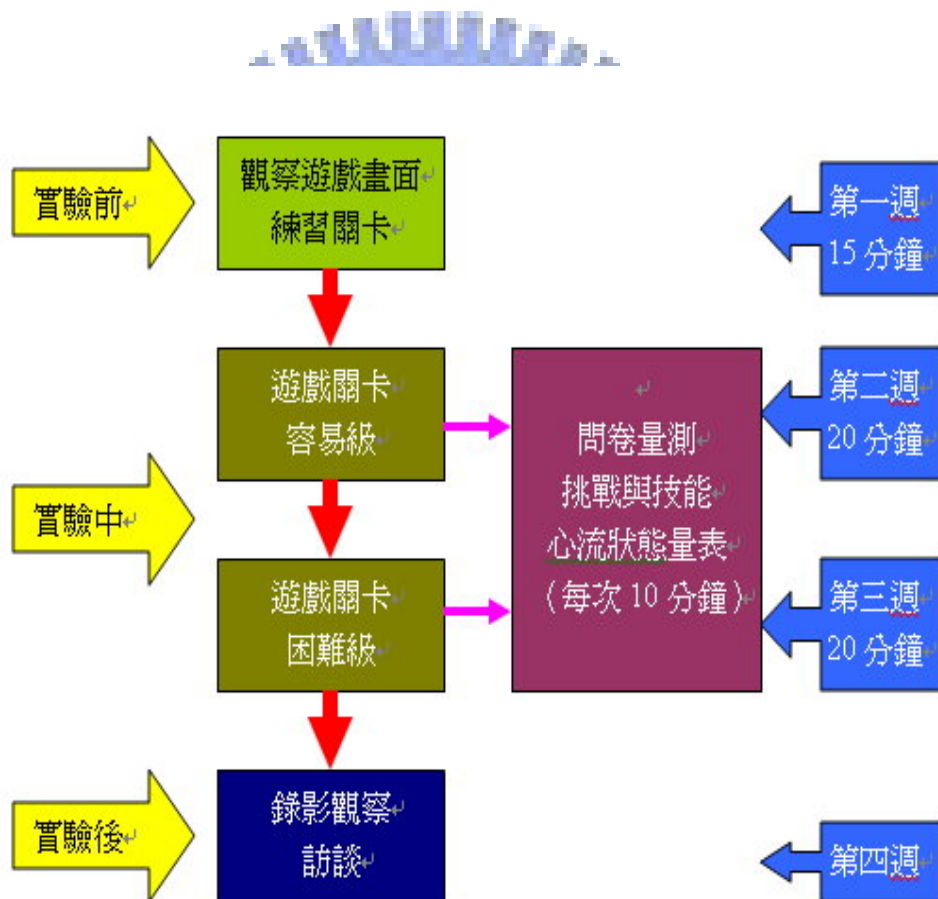 實驗前
觀察遊戲畫面
練習關卡
第一週
15 分鐘
遊戲關卡
容易級
問卷量測
挑戰與技能
心流狀態量表
(每次 10 分鐘)
第二週
20 分鐘
實驗中
遊戲關卡
困難級
第三週
20 分鐘
實驗後
錄影觀察
訪談
第四週